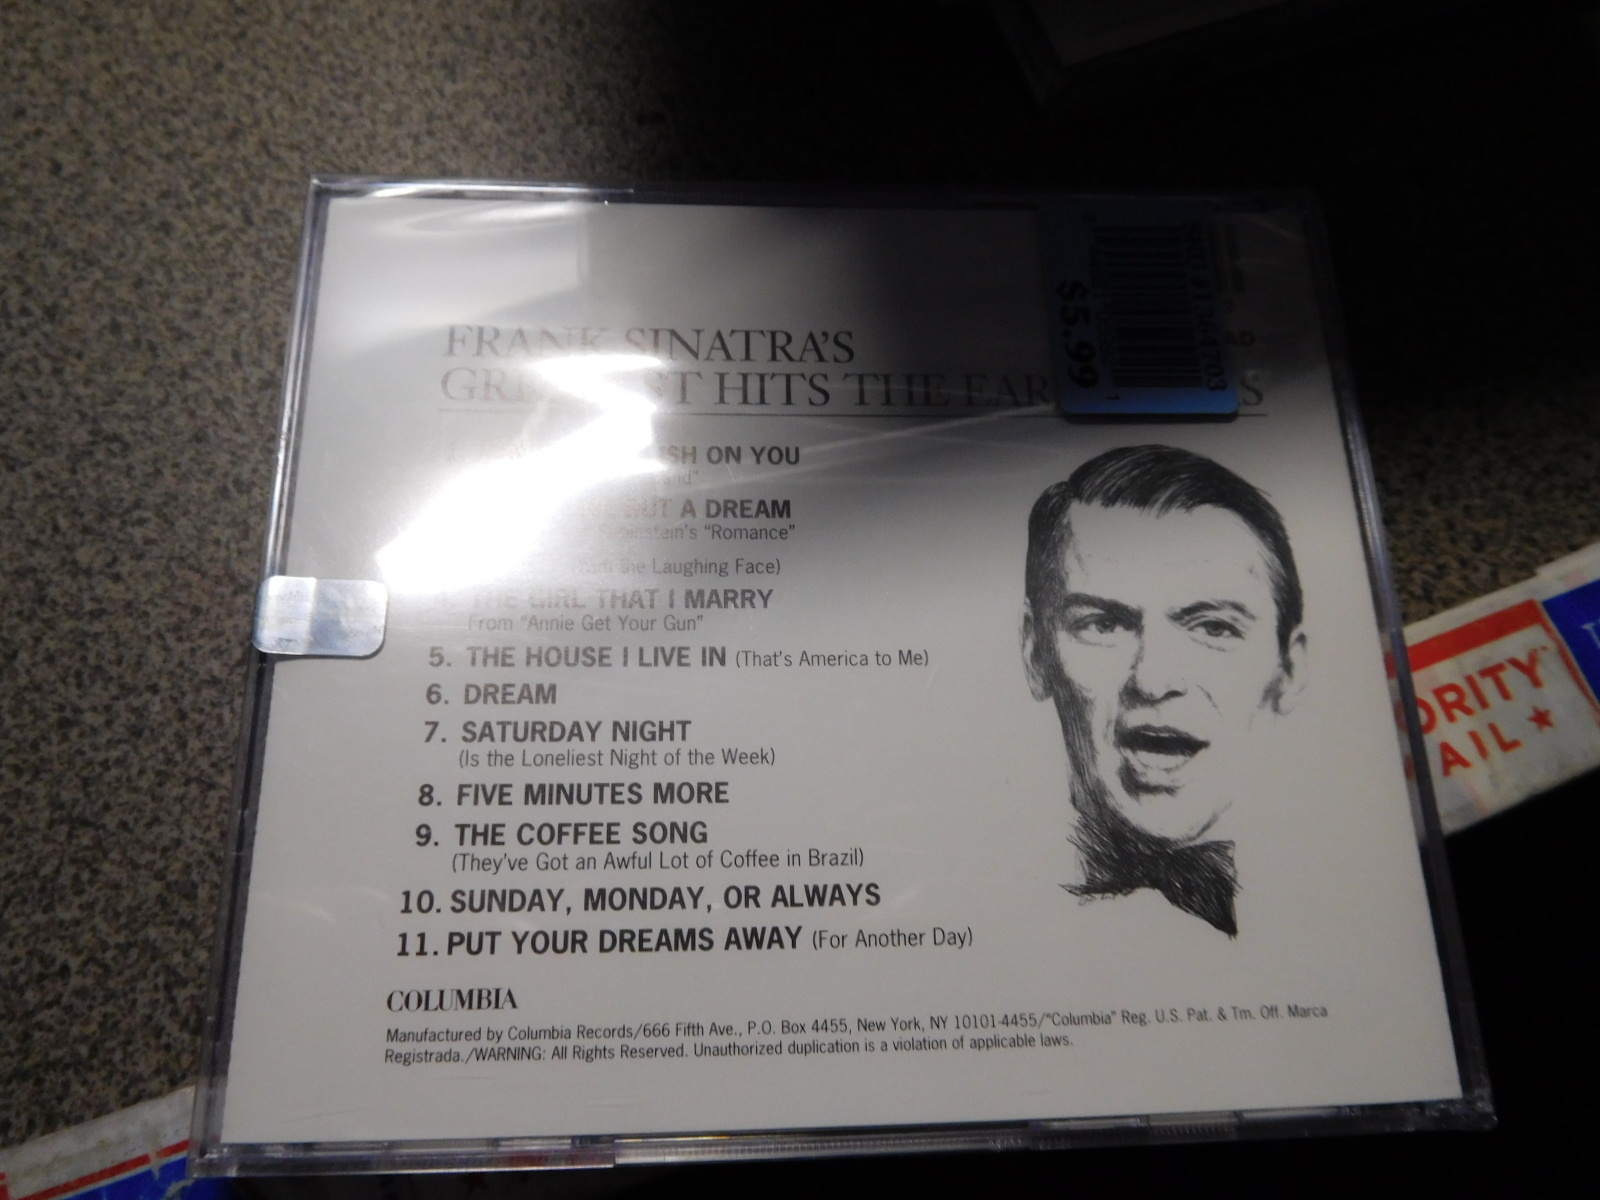 FRANK SINATRA'S
HITS THE
ON YOU
A DREAM
"Romance"
the Laughing Face)
THE GIRL THAT I MARRY
From "Annie Get Your Gun"
5. THE HOUSE I LIVE IN (That's America to Me)
6. DREAM
7. SATURDAY NIGHT
(Is the Loneliest Night of the Week)
8. FIVE MINUTES MORE
9. THE COFFEE SONG
(They've Got an Awful Lot of Coffee in Brazil)
10. SUNDAY, MONDAY, OR ALWAYS
11. PUT YOUR DREAMS AWAY (For Another Day)
COLUMBIA
Manufactured by Columbia Records/666 Fifth Ave., P.O. Box 4455, New York, NY 10101-4455/"Columbia" Reg. U.S. Pat. & Tm. Off. Marca
Registrada./WARNING: All Rights Reserved. Unauthorized duplication is a violation of applicable laws.
$5.99